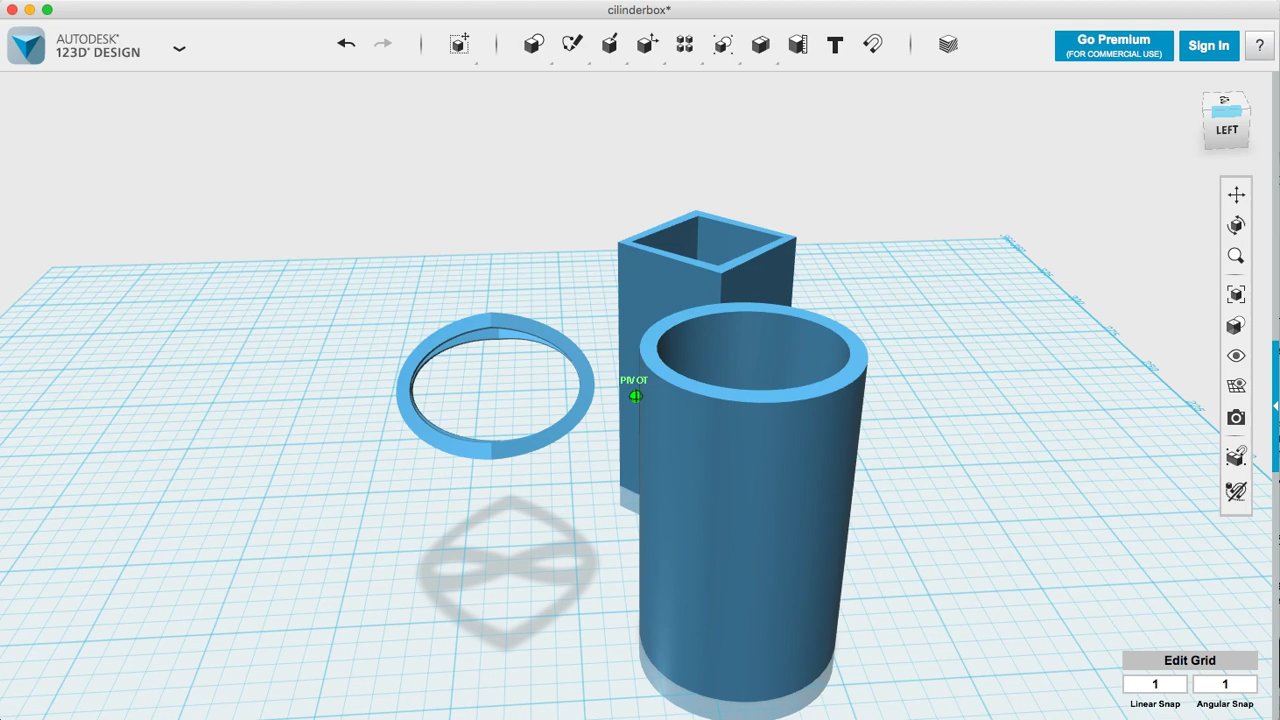 cilinderbox*
AUTODESK®
123D® DESIGN
Go Premium
(FOR COMMERCIAL USE)
Sign In
?
LEFT
PIVOT
Edit Grid
1
1
Linear Snap
Angular Snap